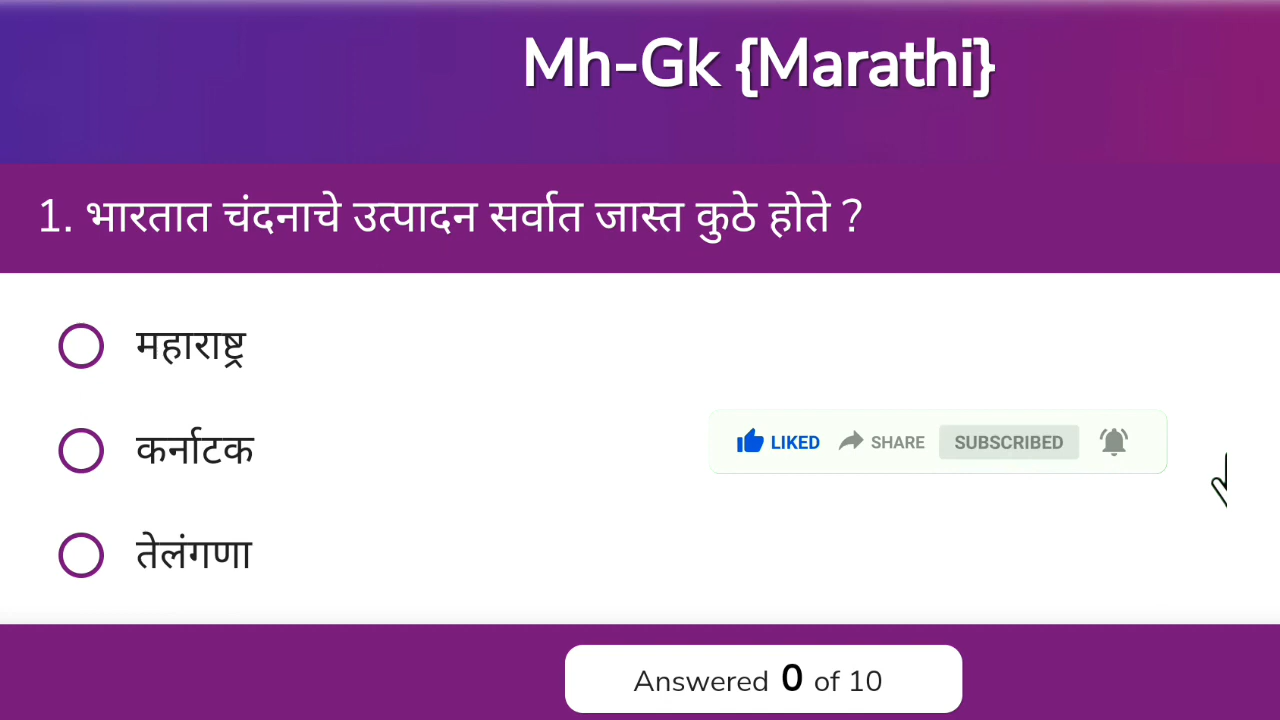 Mh-Gk {Marathi}
1. भारतात चंदनाचे उत्पादन सर्वात जास्त कुठे होते ?
महाराष्ट्र
कर्नाटक
LIKED SHARE SUBSCRIBED
तेलंगणा
Answered 0 of 10